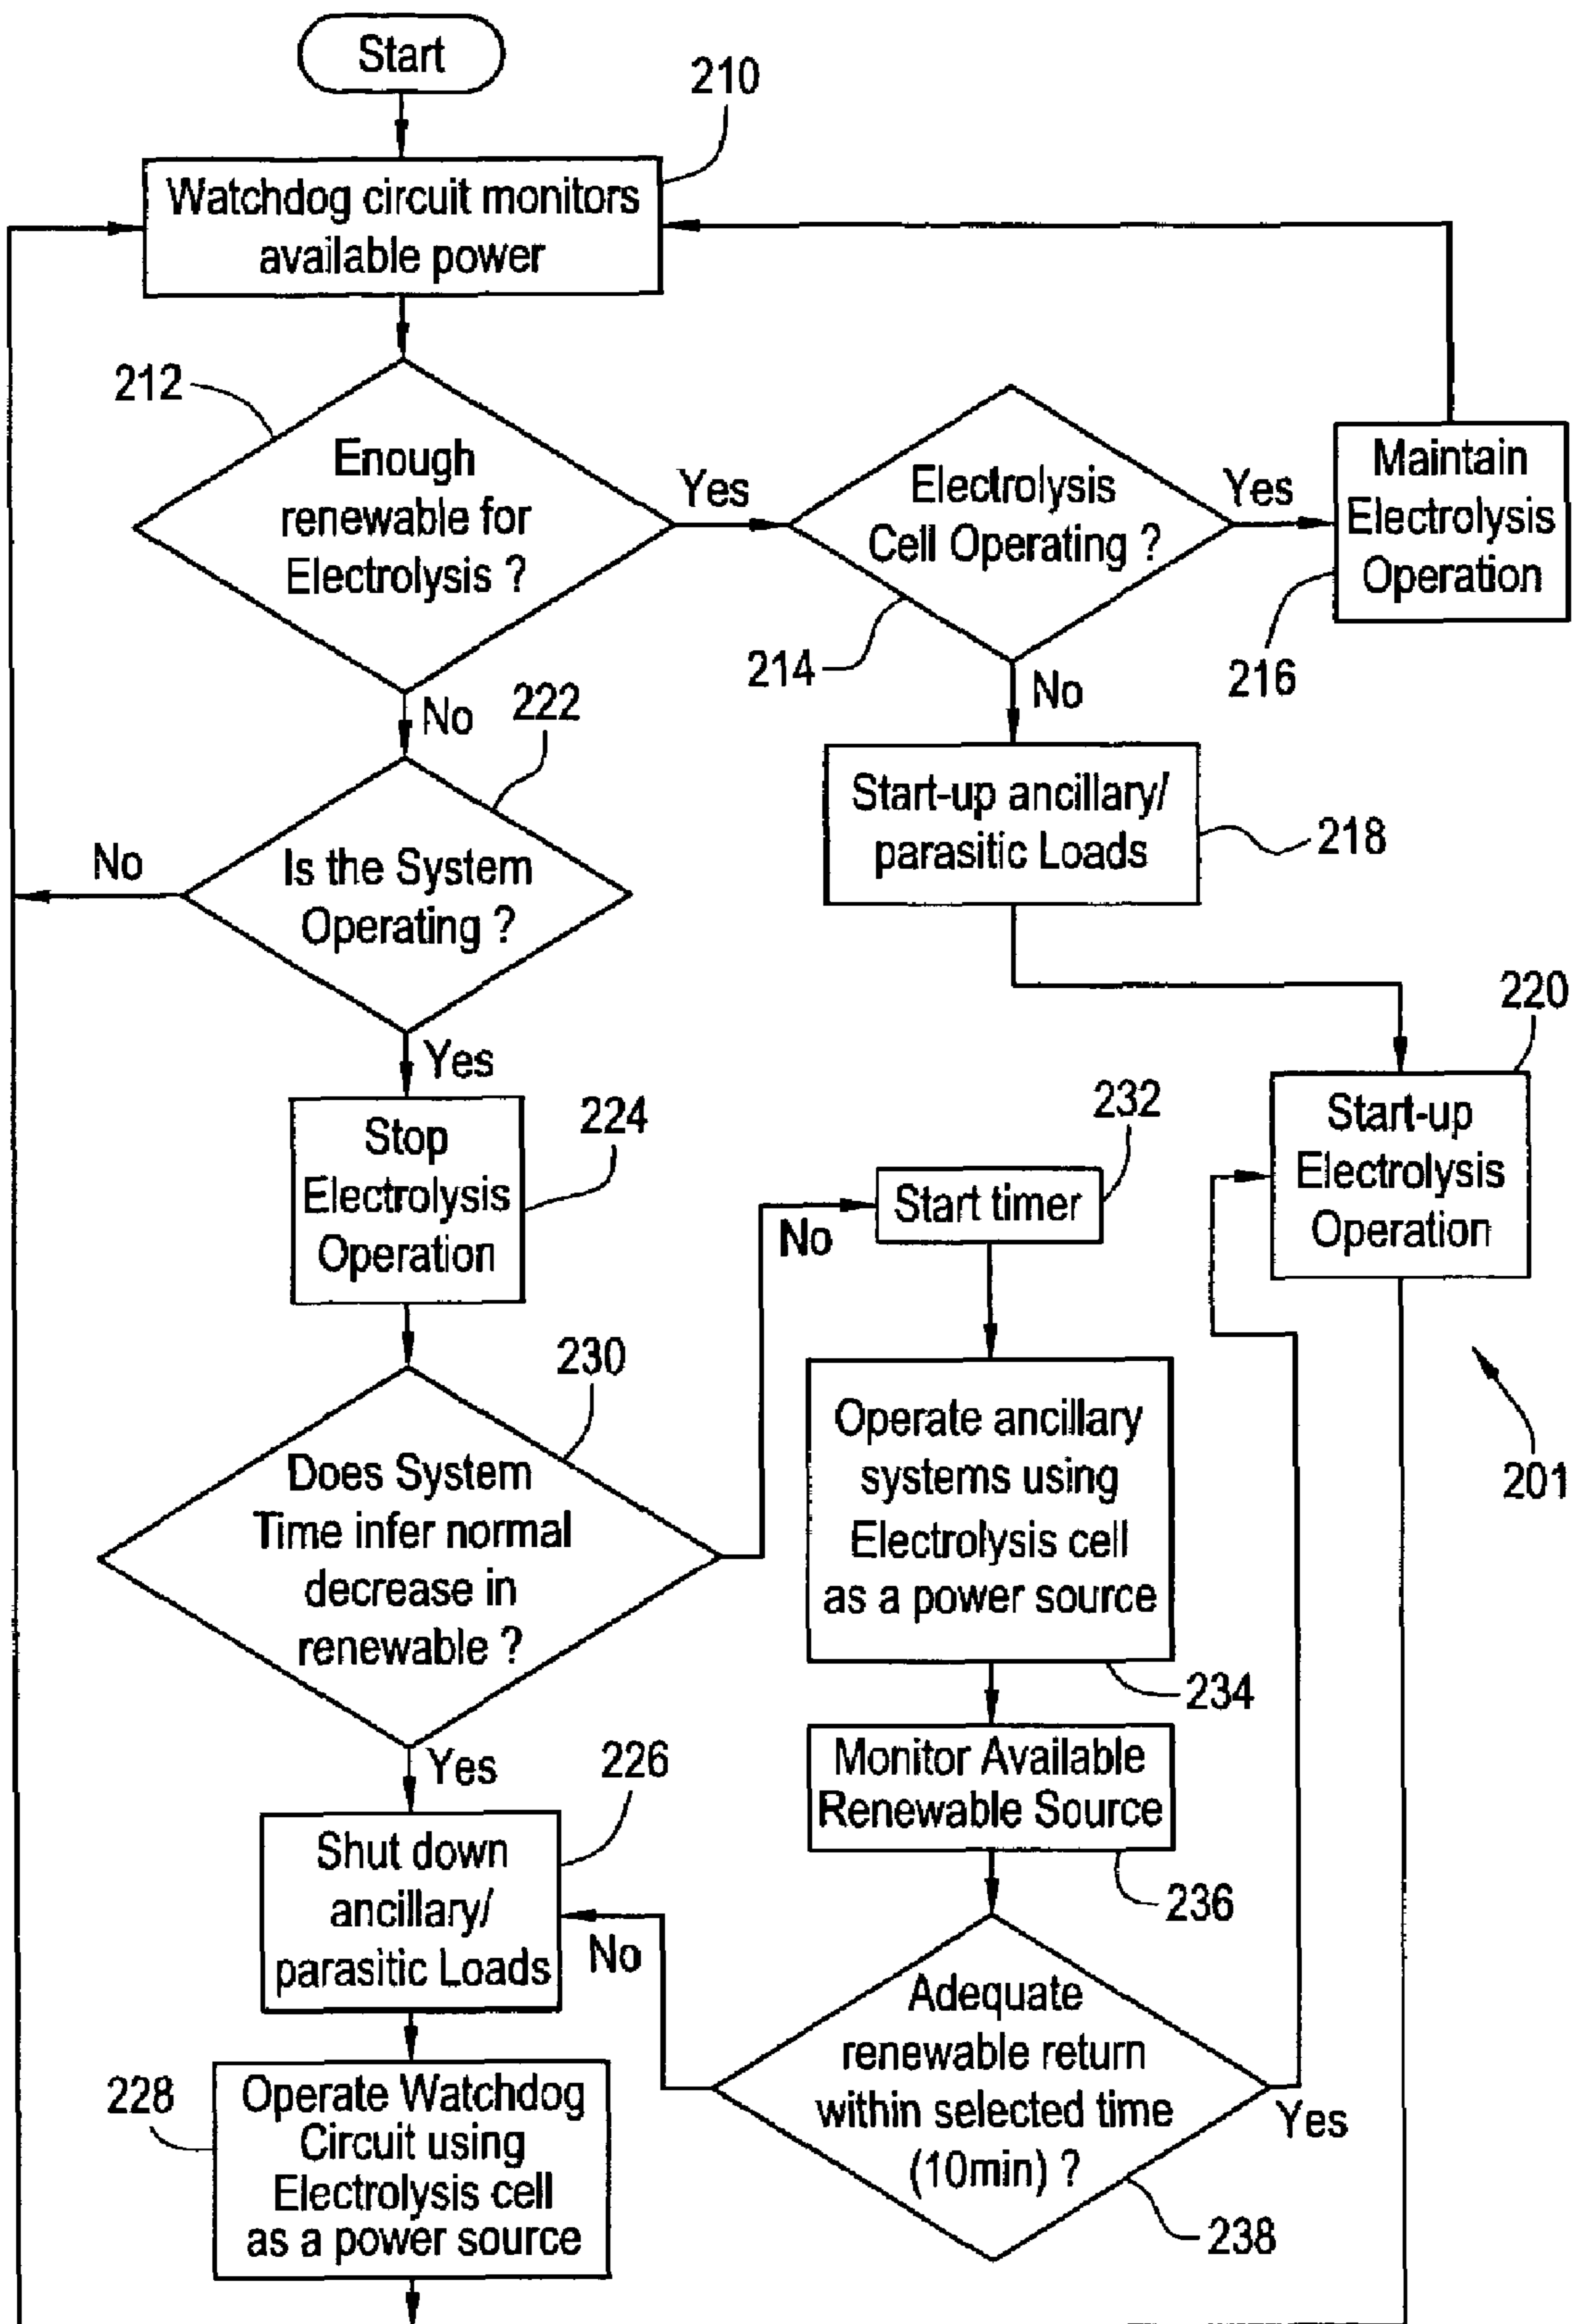 Start
210
Watchdog circuit monitors
available power
212
Enough
renewable for
Electrolysis ?
Yes
Electrolysis
Cell Operating ?
214
Yes
Maintain
Electrolysis
Operation
216
No
222
No
Start-up ancillary/
parasitic Loads
218
Is the System
Operating ?
No
Yes
220
Start-up
Electrolysis
Operation
201
Stop
Electrolysis
Operation
224
232
Start timer
No
230
Does System
Time infer normal
decrease in
renewable ?
Operate ancillary
systems using
Electrolysis cell
as a power source
234
Yes
226
Monitor Available
Renewable Source
236
Shut down
ancillary/
parasitic Loads
No
Adequate
renewable return
within selected time
(10min) ?
Yes
238
228
Operate Watchdog
Circuit using
Electrolysis cell
as a power source